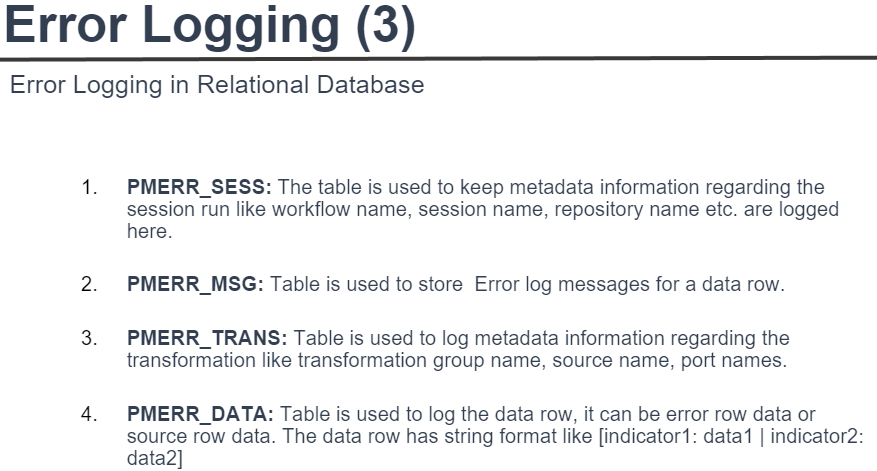 Error Logging (3)
Error Logging in Relational Database
1. PMERR_SESS: The table is used to keep metadata information regarding the
session run like workflow name, session name, repository name etc. are logged
here.
2. PMERR_MSG: Table is used to store  Error log messages for a data row.
3. PMERR_TRANS: Table is used to log metadata information regarding the
transformation like transformation group name, source name, port names.
4. PMERR_DATA: Table is used to log the data row, it can be error row data or
source row data. The data row has string format like [indicator1: data1 | indicator2:
data2]